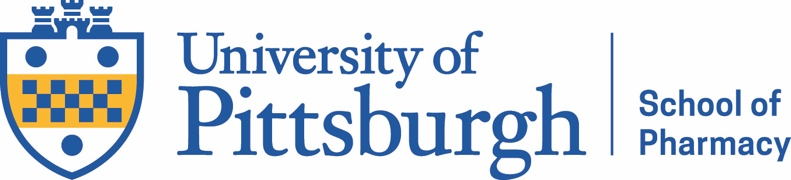 University of
Pittsburgh
School of
Pharmacy